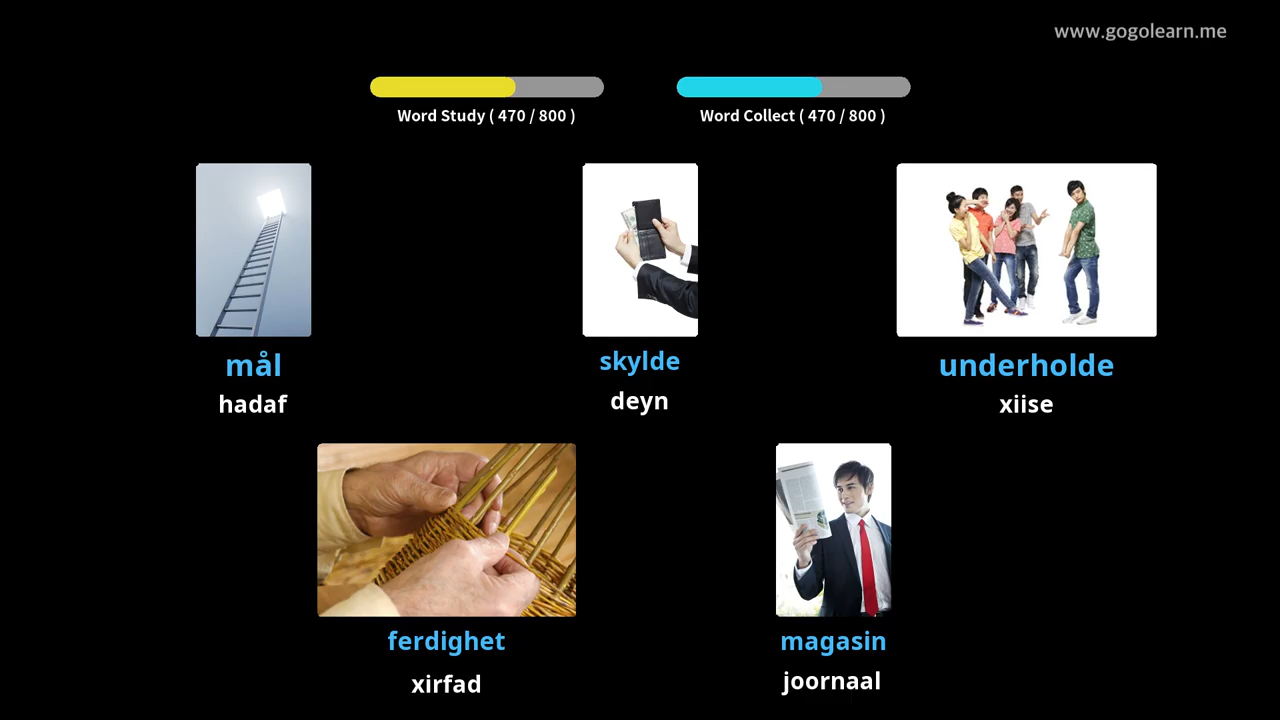 www.gogolearn.me
Word Study ( 470 / 800 )
Word Collect ( 470 / 800 )
mål
hadaf
skylde
deyn
underholde
xiise
ferdighet
xirfad
magasin
joornaal